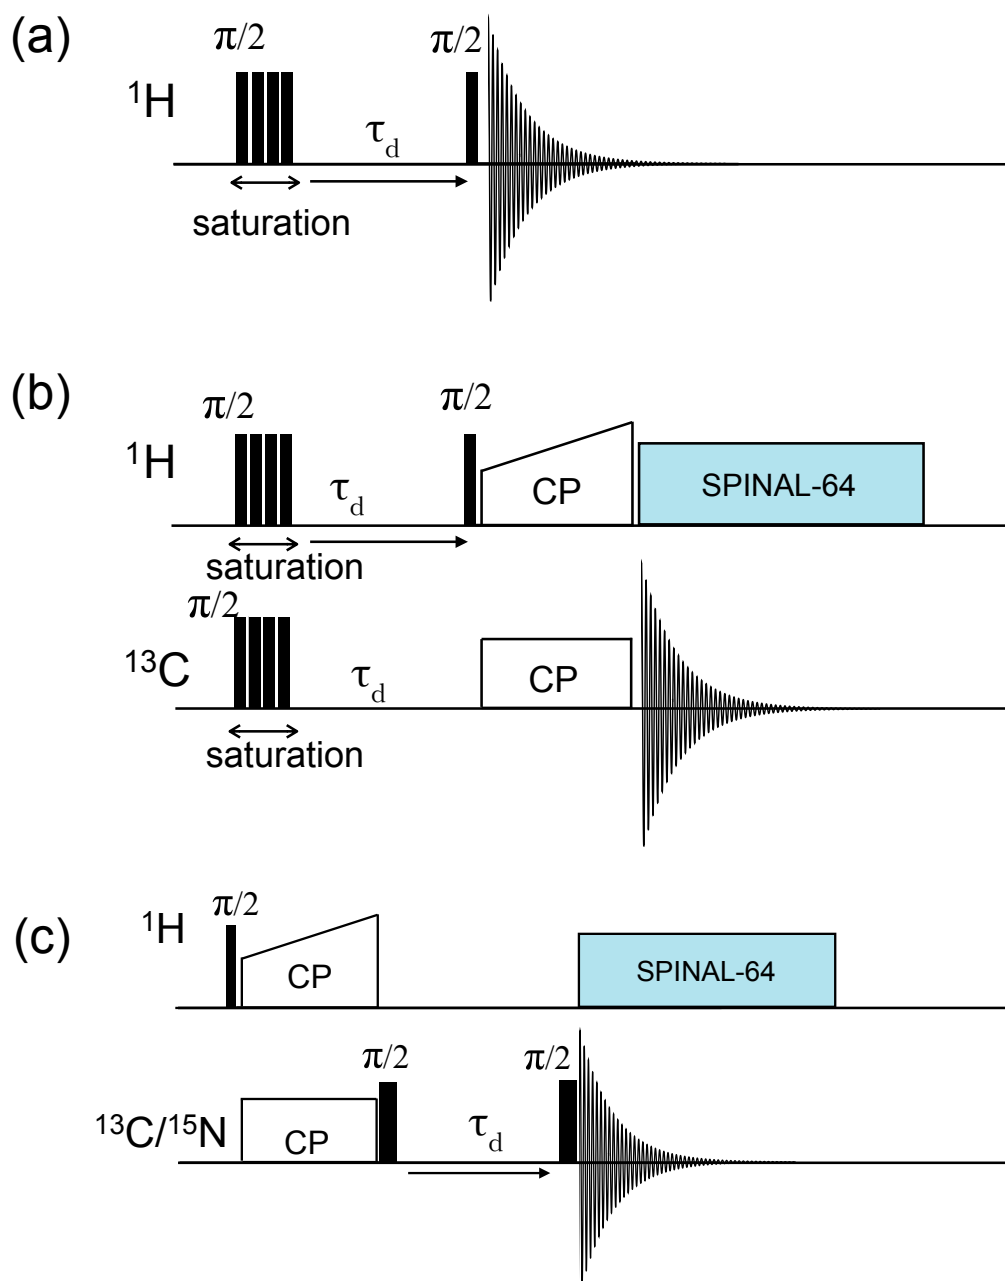 (a)
π/2 π/2
¹H
τd
saturation
(b)
π/2 π/2
¹H
τd
CP
SPINAL-64
saturation
π/2
¹³C
τd
CP
saturation
(c)
π/2
¹H
CP
SPINAL-64
π/2 π/2
¹³C/¹⁵N
CP
τd